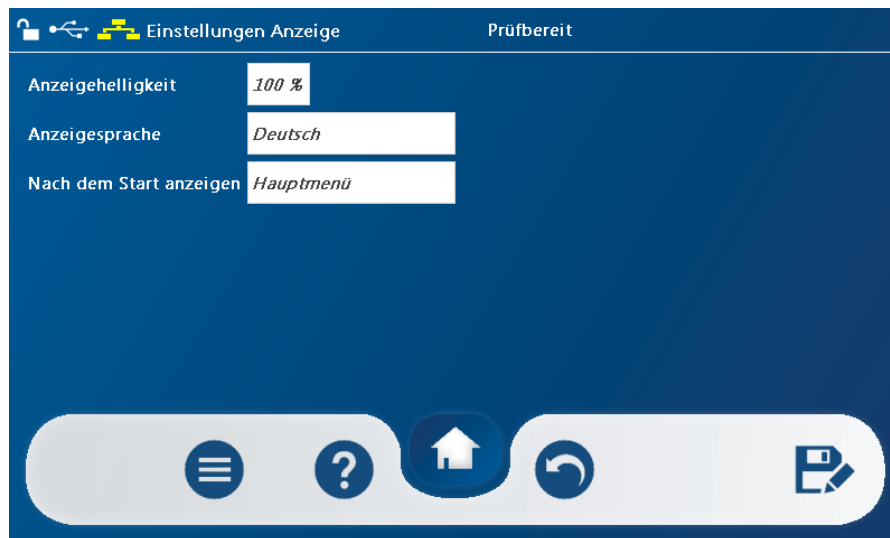 Einstellungen Anzeige Prüfbereit
Anzeigehelligkeit 100 %
Anzeigesprache Deutsch
Nach dem Start anzeigen Hauptmenü
?